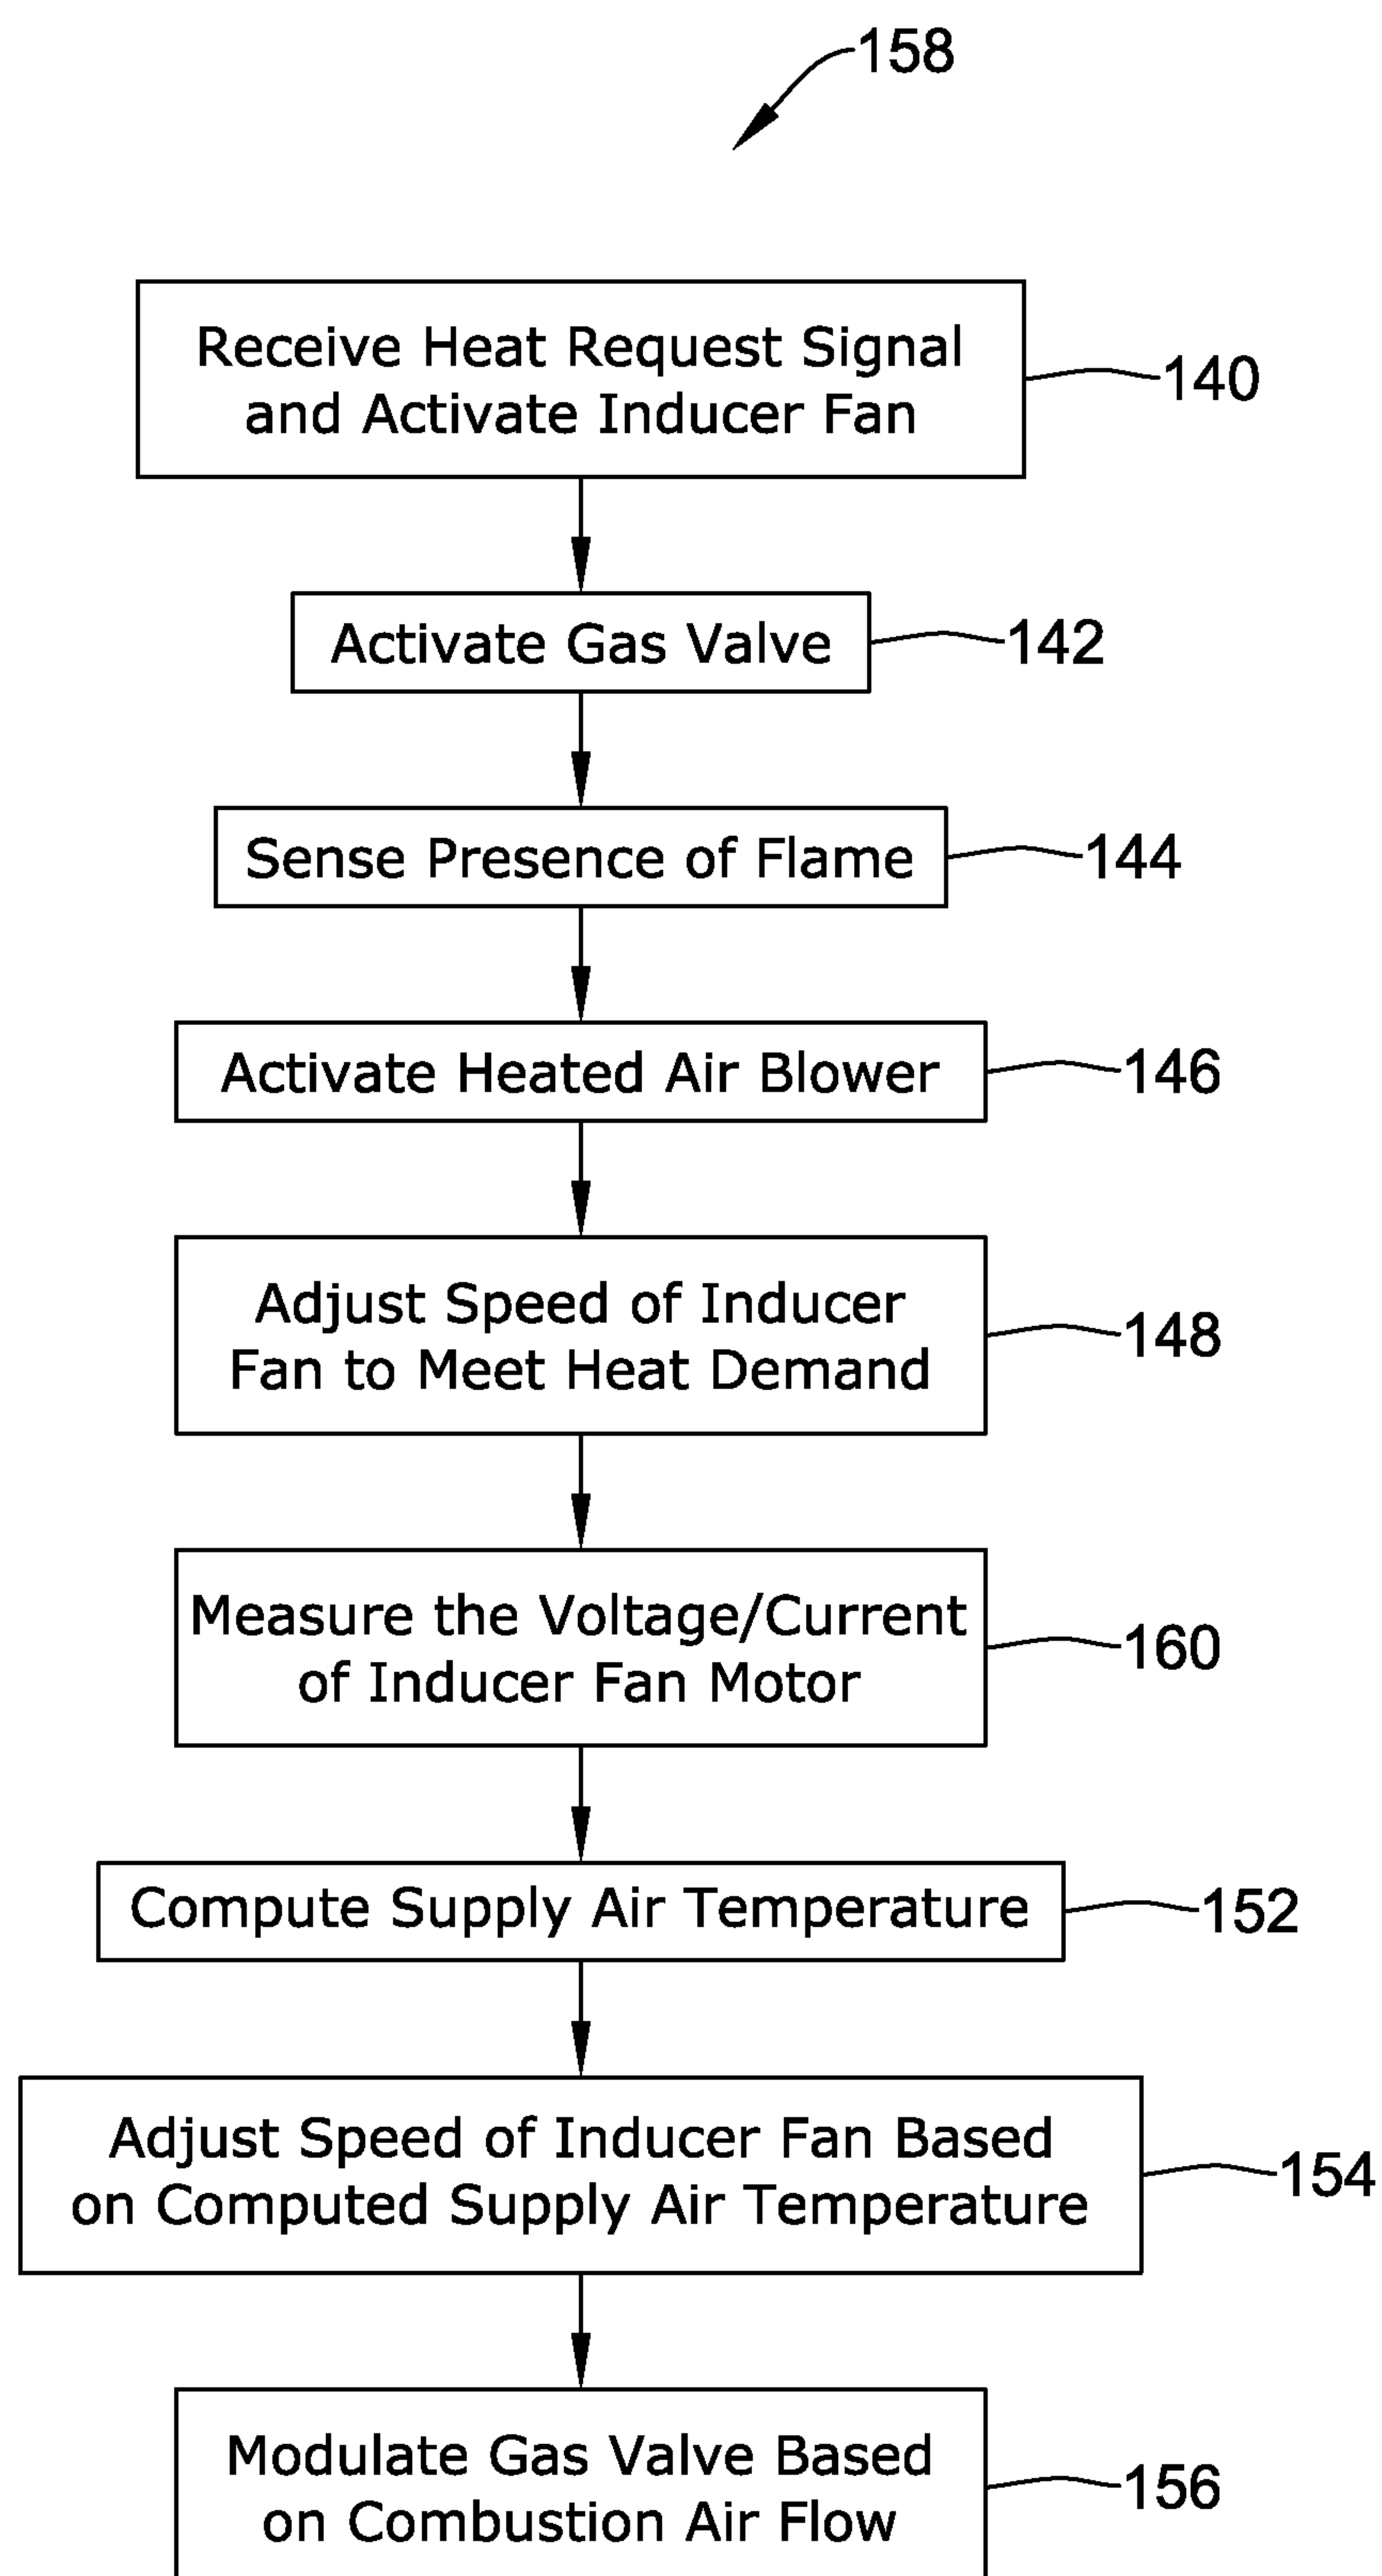 158
Receive Heat Request Signal
and Activate Inducer Fan
140
Activate Gas Valve
142
Sense Presence of Flame
144
Activate Heated Air Blower
146
Adjust Speed of Inducer
Fan to Meet Heat Demand
148
Measure the Voltage/Current
of Inducer Fan Motor
160
Compute Supply Air Temperature
152
Adjust Speed of Inducer Fan Based
on Computed Supply Air Temperature
154
Modulate Gas Valve Based
on Combustion Air Flow
156